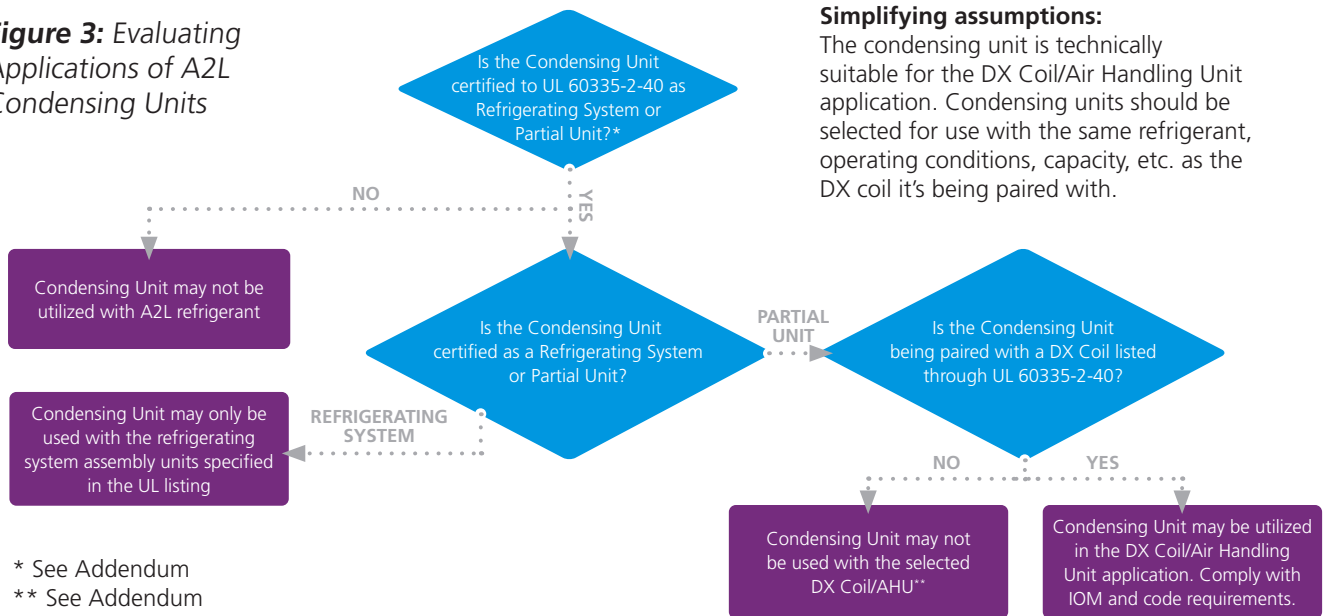 igure 3: Evaluating
Applications of A2L
Condensing Units
Simplifying assumptions:
The condensing unit is technically
suitable for the DX Coil/Air Handling Unit
application. Condensing units should be
selected for use with the same refrigerant,
operating conditions, capacity, etc. as the
DX coil it's being paired with.
Is the Condensing Unit
certified to UL 60335-2-40 as
Refrigerating System or
Partial Unit?*
NO
YES
Condensing Unit may not be
utilized with A2L refrigerant
Is the Condensing Unit
certified as a Refrigerating System
or Partial Unit?
PARTIAL
UNIT
Is the Condensing Unit
being paired with a DX Coil listed
through UL 60335-2-40?
REFRIGERATING
SYSTEM
Condensing Unit may only be
used with the refrigerating
system assembly units specified
in the UL listing
NO
YES
Condensing Unit may not
be used with the selected
DX Coil/AHU**
Condensing Unit may be utilized
in the DX Coil/Air Handling
Unit application. Comply with
IOM and code requirements.
* See Addendum
** See Addendum